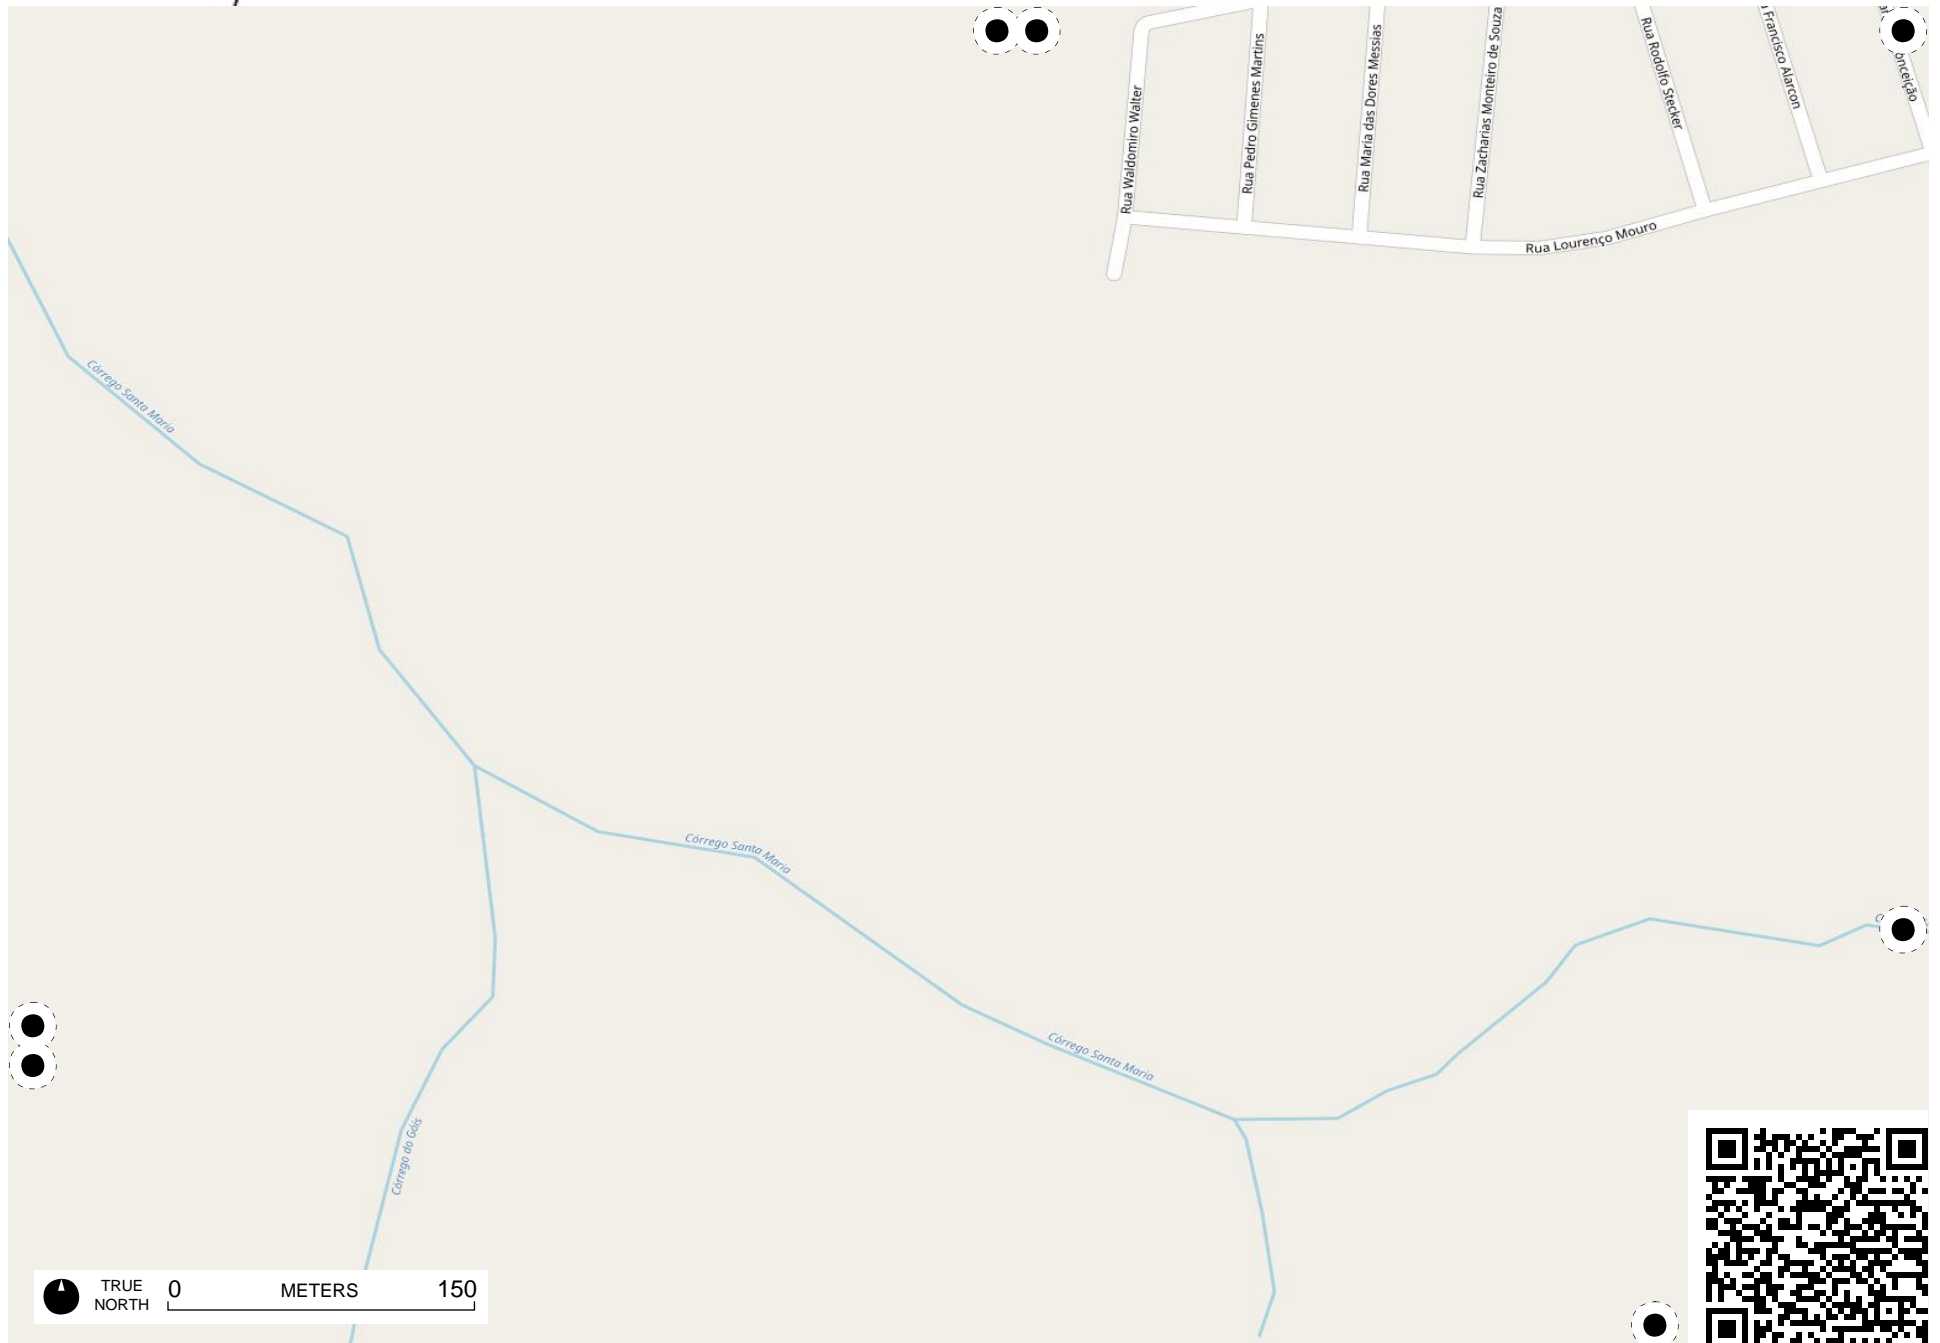 Rua Waldomiro Walter
Rua Pedro Gimenes Martins
Rua Maria das Dores Messias
Rua Zacharias Monteiro de Souza
Rua Rodolfo Stecker
Francisco Alarcon
onceição
Rua Lourenço Mouro
Córrego Santa Maria
Córrego Santa Maria
Córrego Santa Maria
Córrego do Góis
TRUE
NORTH
0 METERS 150